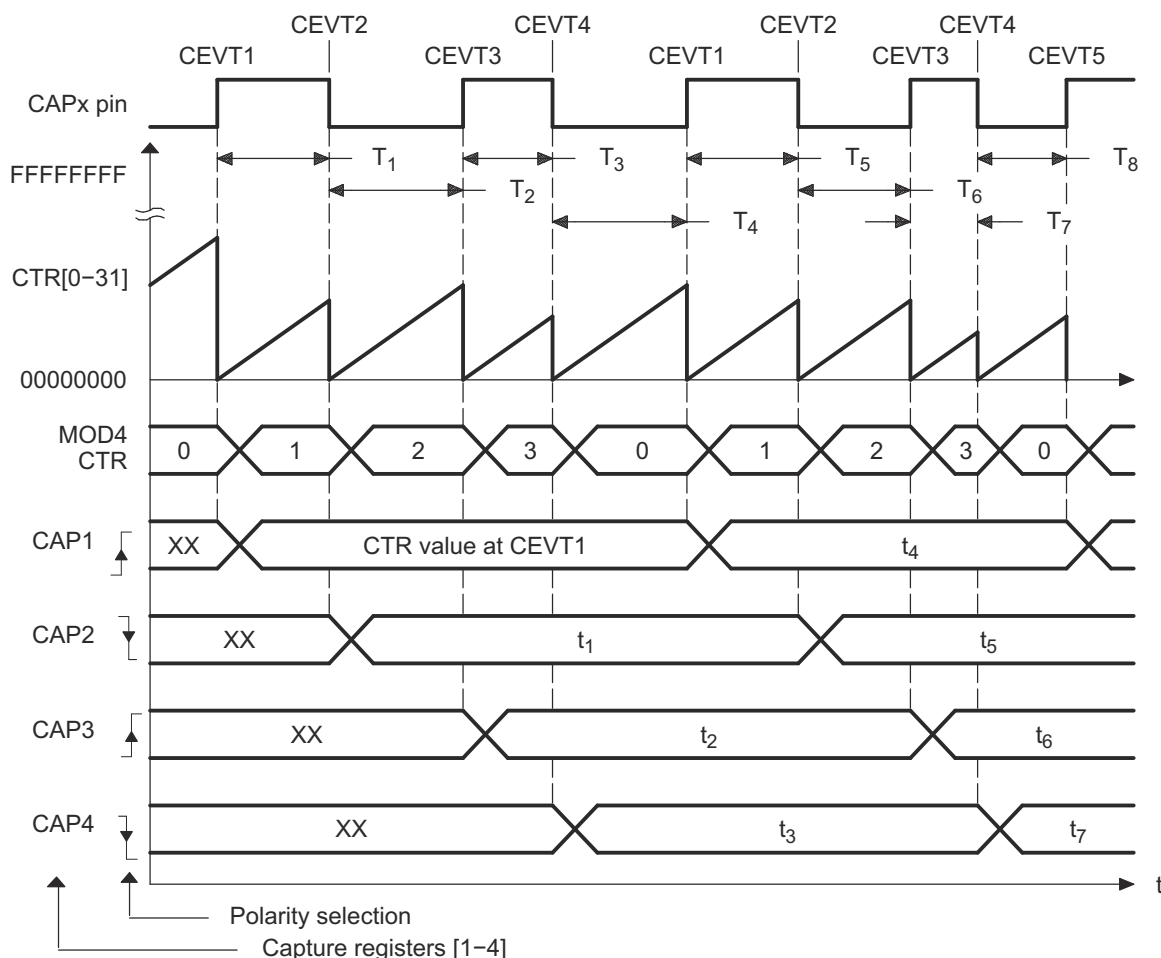 CEVT2 CEVT4 CEVT2 CEVT4
CEVT1 CEVT3 CEVT1 CEVT3 CEVT5
CAPx pin
T1 T3 T5 T8
FFFFFFFF
T2 T6
T4 T7
CTR[0−31]
00000000
MOD4
CTR
0 1 2 3 0 1 2 3 0
CAP1 XX CTR value at CEVT1 t4
CAP2 XX t1 t5
CAP3 XX t2 t6
CAP4 XX t3 t7
t
Polarity selection
Capture registers [1−4]